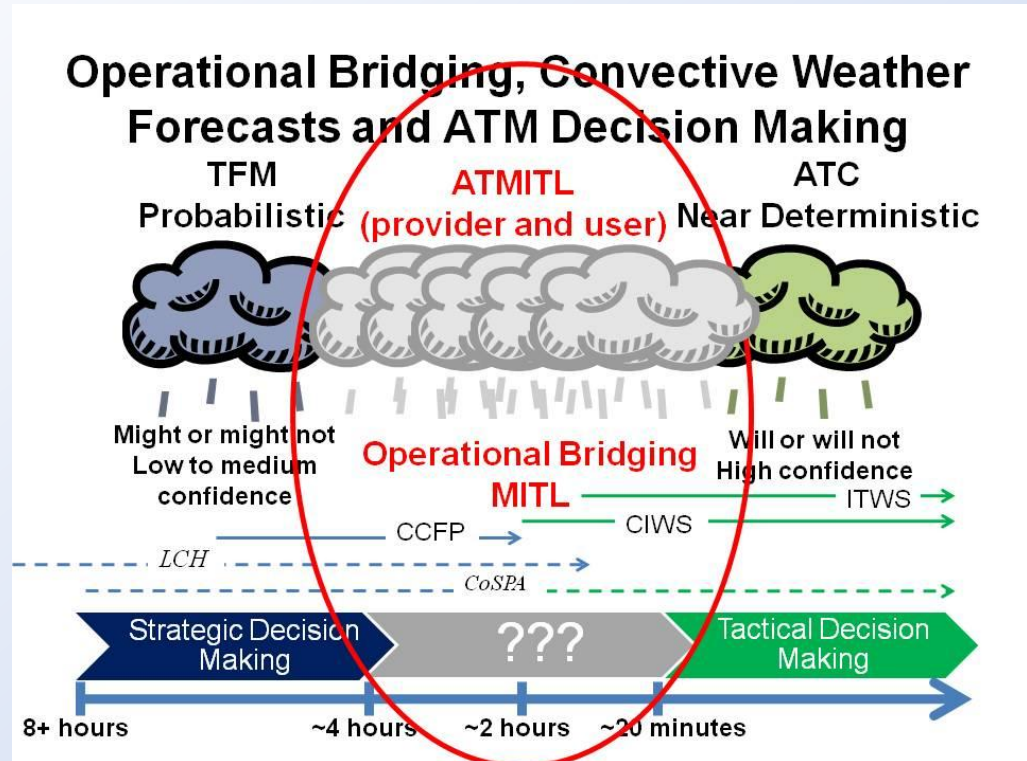 Operational Bridging, Convective Weather
Forecasts and ATM Decision Making
TFM
Probabilistic
ATMITL
(provider and user)
ATC
Near Deterministic
Might or might not
Low to medium
confidence
Operational Bridging
MITL
Will or will not
High confidence
ITWS
CCFP
CIWS
LCH
CoSPA
Strategic Decision
Making
???
Tactical Decision
Making
8+ hours
~4 hours
~2 hours
~20 minutes